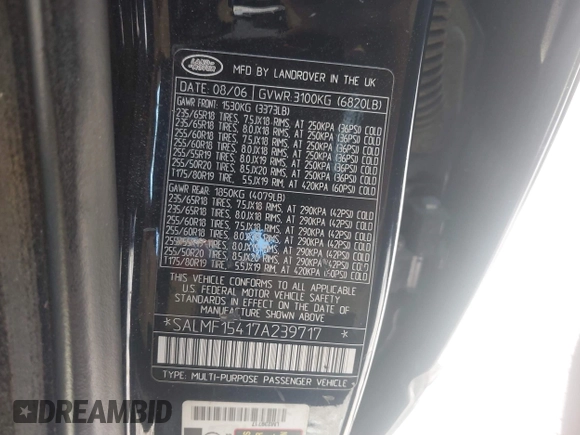 LAND ROVER
MFD BY LANDROVER IN THE UK
DATE: 08/06 GVWR:3100KG (6820LB)
GAWR FRONT: 1530KG (3373LB)
235/65R18 TIRES, 7.5JX18 RIMS, AT 250KPA (36PSI) COLD
235/65R18 TIRES, 8.0JX18 RIMS, AT 250KPA (36PSI) COLD
255/60R18 TIRES, 7.5JX18 RIMS, AT 250KPA (36PSI) COLD
255/60R18 TIRES, 8.0JX18 RIMS, AT 250KPA (36PSI) COLD
255/55R19 TIRES, 8.0JX19 RIMS, AT 250KPA (36PSI) COLD
255/50R20 TIRES, 8.5JX20 RIMS, AT 250KPA (36PSI) COLD
T175/80R19 TIRE, 5.5JX19 RIM, AT 420KPA (60PSI) COLD
GAWR REAR: 1850KG (4079LB)
235/65R18 TIRES, 7.5JX18 RIMS, AT 290KPA (42PSI) COLD
235/65R18 TIRES, 8.0JX18 RIMS, AT 290KPA (42PSI) COLD
255/60R18 TIRES, 7.5JX18 RIMS, AT 290KPA (42PSI) COLD
255/60R18 TIRES, 8.0JX18 RIMS, AT 290KPA (42PSI) COLD
TIRES, 8.0JX19 RIMS, AT 290KPA (42PSI) COLD
255/50R20 TIRES, RIMS, AT 290KPA (42PSI) COLD
T175/80R19 TIRE, 5.5JX19 RIM, AT 420KPA (60PSI) COLD
THIS VEHICLE CONFORMS TO ALL APPLICABLE
U.S. FEDERAL MOTOR VEHICLE SAFETY
STANDARDS IN EFFECT ON THE DATE OF
MANUFACTURE SHOWN ABOVE.
*SALMF15417A239717 *
TYPE: MULTI-PURPOSE PASSENGER VEHICLE
DREAMBID